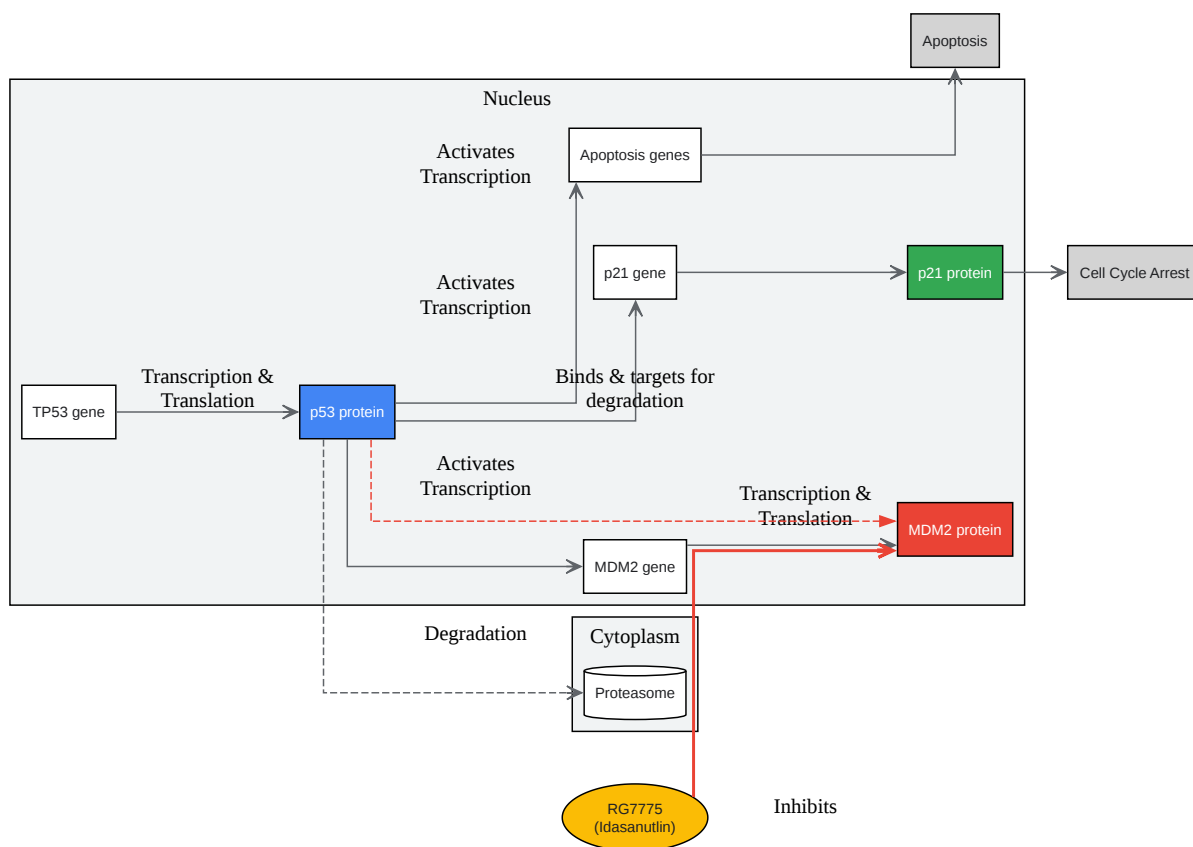 Apoptosis
Nucleus
Activates
Transcription
Apoptosis genes
Activates
Transcription
p21 gene
p21 protein
Cell Cycle Arrest
Transcription &
Translation
Binds & targets for
degradation
TP53 gene
p53 protein
Activates
Transcription
Transcription &
Translation
MDM2 protein
MDM2 gene
Degradation
Cytoplasm
Proteasome
RG7775
(Idasanutlin)
Inhibits